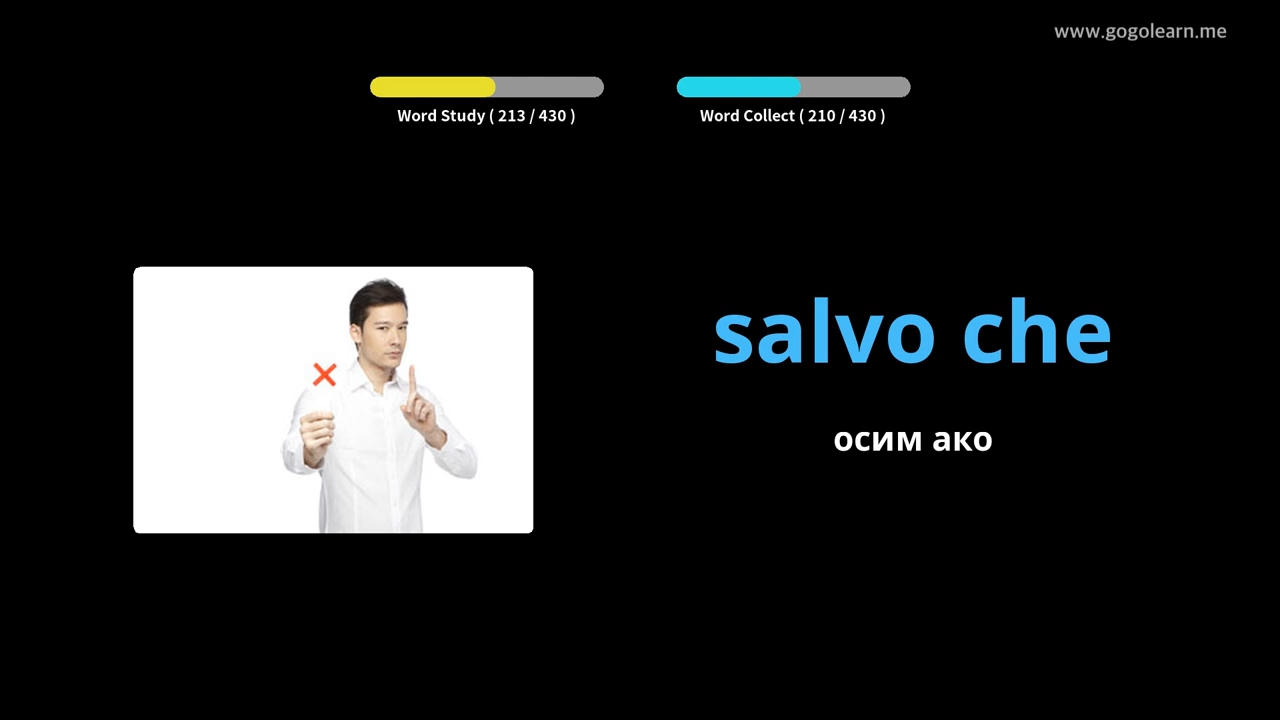 www.gogolearn.me
Word Study ( 213 / 430 )
Word Collect ( 210 / 430 )
salvo che
осим ако